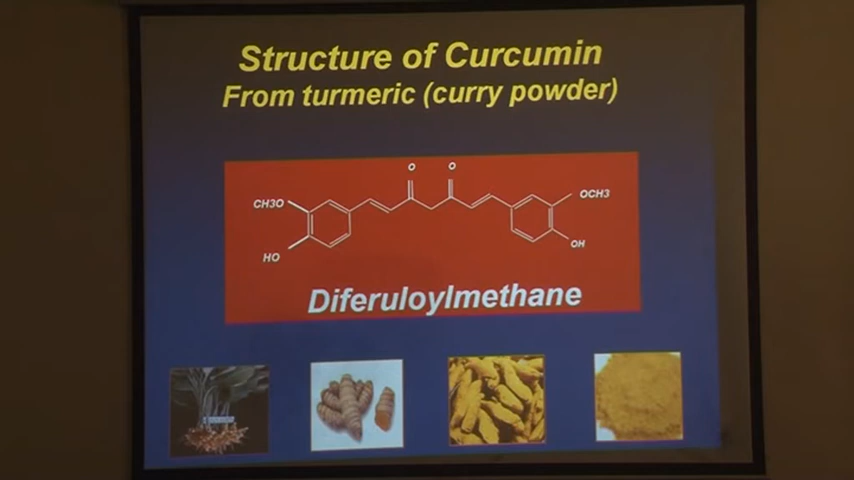 Structure of Curcumin
From turmeric (curry powder)
O O
CH3O OCH3
HO OH
Diferuloylmethane